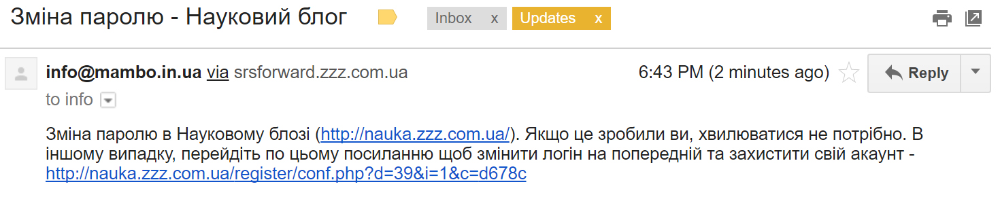 Зміна паролю - Науковий блог Inbox x Updates x
info@mambo.in.ua via srsforward.zzz.com.ua 6:43 PM (2 minutes ago) Reply
to info
Зміна паролю в Науковому блозі (http://nauka.zzz.com.ua/). Якщо це зробили ви, хвилюватися не потрібно. В
іншому випадку, перейдіть по цьому посиланню щоб змінити логін на попередній та захистити свій акаунт -
http://nauka.zzz.com.ua/register/conf.php?d=39&i=1&c=d678c